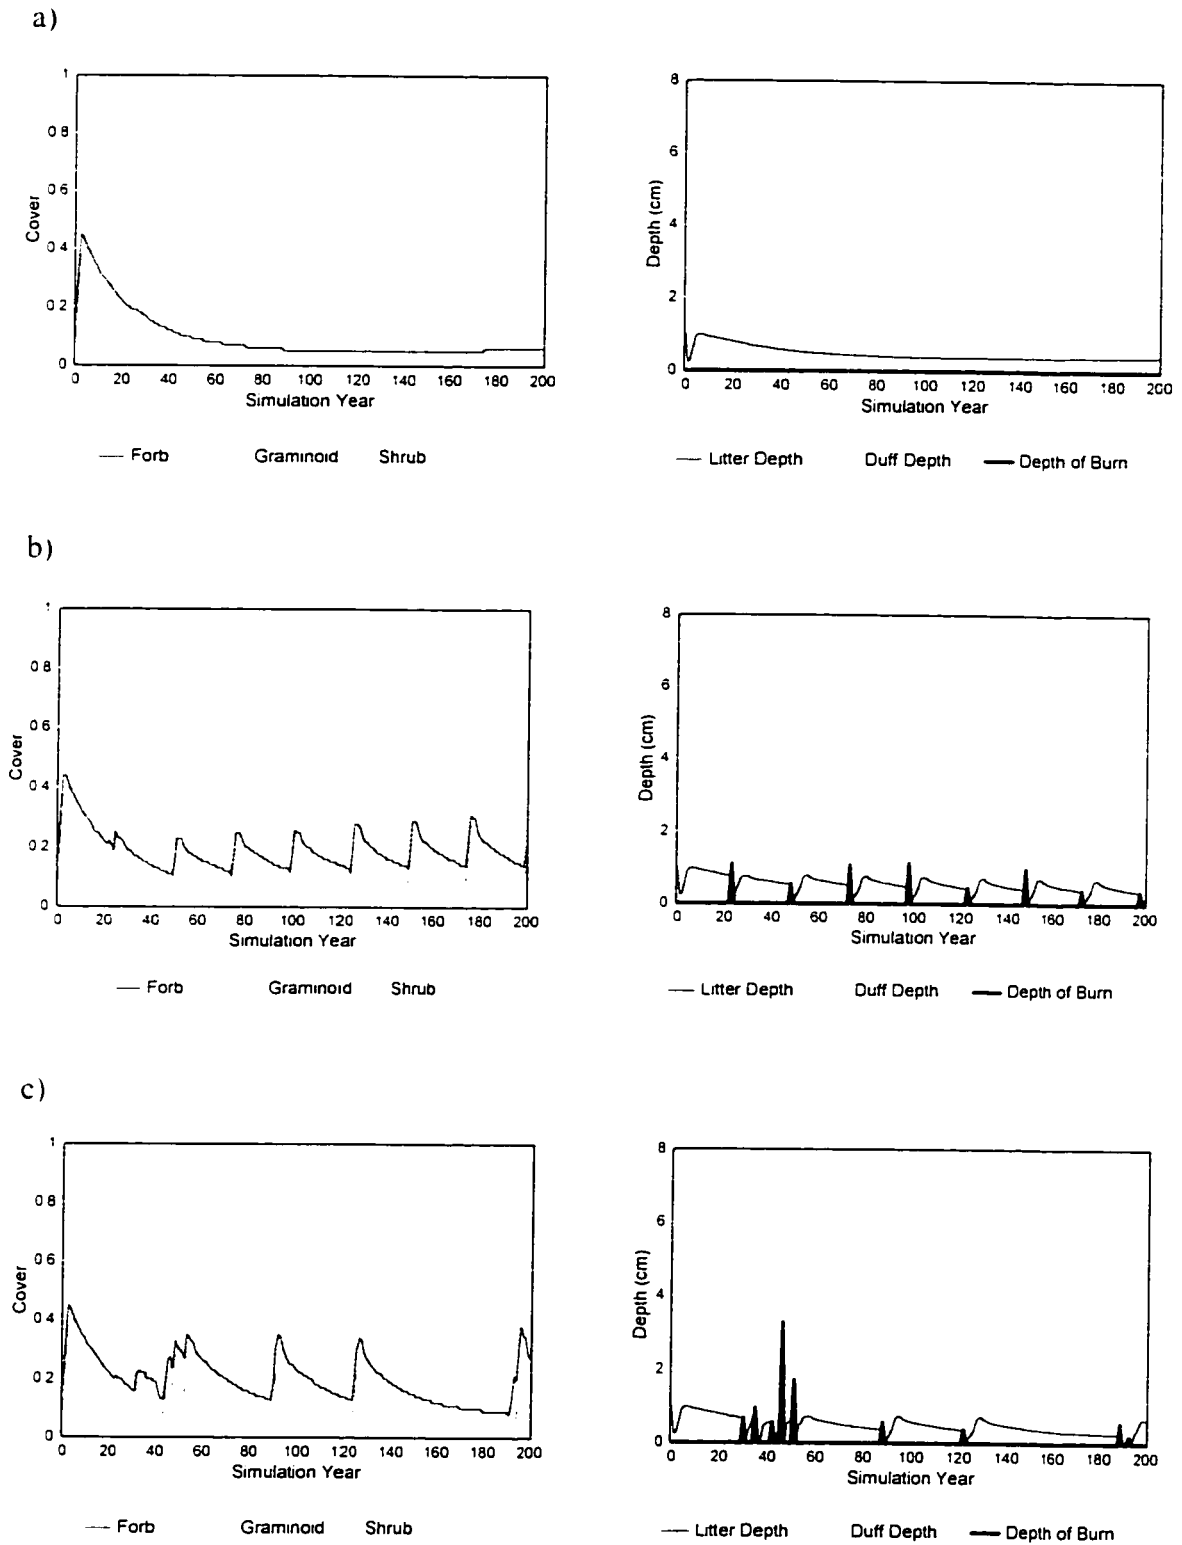 a)
1
0 8
0 6
0 4
0 2
0
Cover
0 20 40 60 80 100 120 140 160 180 200
Simulation Year
Forb Graminoid Shrub
8
6
4
2
0
Depth (cm)
0 20 40 60 80 100 120 140 160 180 200
Simulation Year
Litter Depth Duff Depth Depth of Burn
b)
1
0 8
0 6
0 4
0 2
0
Cover
0 20 40 60 80 100 120 140 160 180 200
Simulation Year
Forb Graminoid Shrub
8
6
4
2
0
Depth (cm)
0 20 40 60 80 100 120 140 160 180 200
Simulation Year
Litter Depth Duff Depth Depth of Burn
c)
1
0 8
0 6
0 4
0 2
0
Cover
0 20 40 60 80 100 120 140 160 180 200
Simulation Year
Forb Graminoid Shrub
8
6
4
2
0
Depth (cm)
0 20 40 60 80 100 120 140 160 180 200
Simulation Year
Litter Depth Duff Depth Depth of Burn